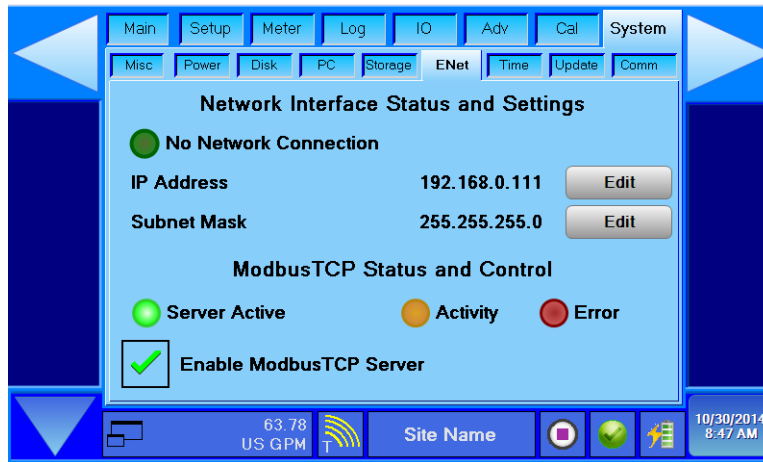 Main Setup Meter Log IO Adv Cal System
Misc Power Disk PC Storage ENet Time Update Comm
Network Interface Status and Settings
No Network Connection
IP Address 192.168.0.111 Edit
Subnet Mask 255.255.255.0 Edit
ModbusTCP Status and Control
Server Active Activity Error
Enable ModbusTCP Server
63.78
US GPM
T
Site Name
10/30/2014
8:47 AM